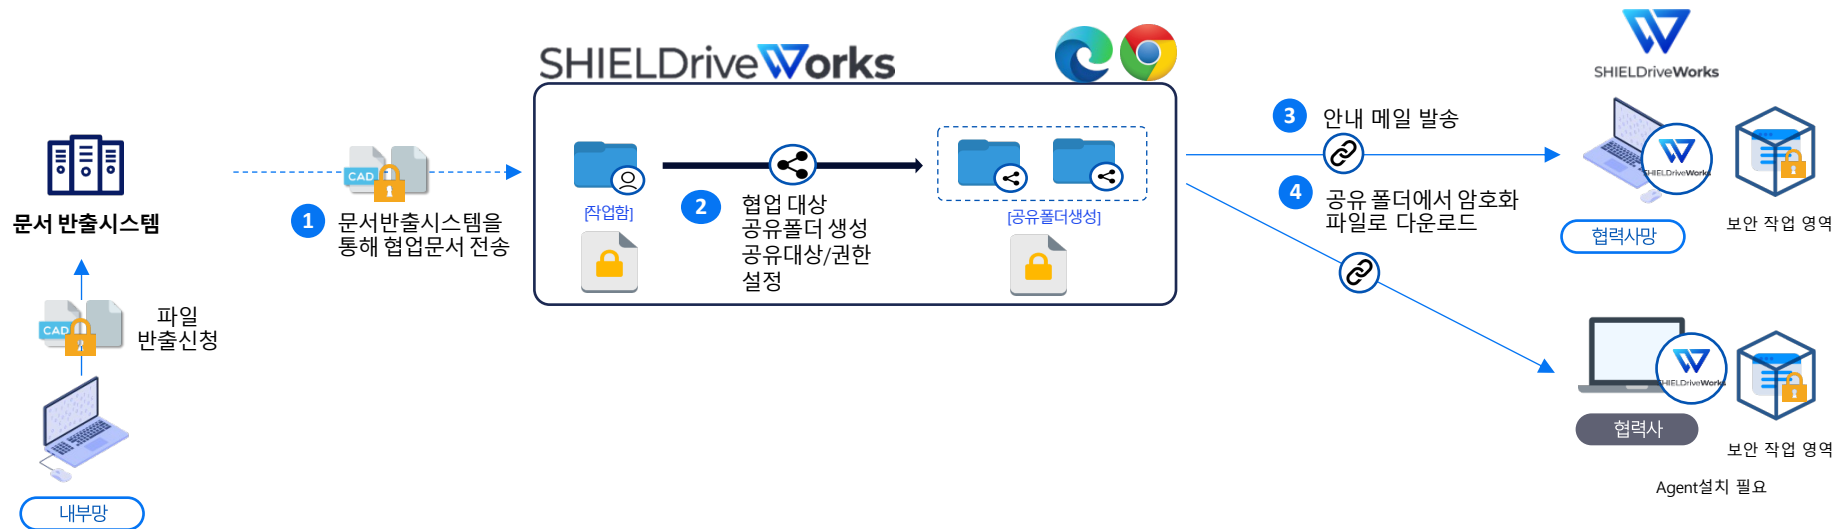 SHIELDriveWorks
SHIELDriveWorks
문서 반출시스템
CAD
1
문서반출시스템을
통해 협업문서 전송
파일
반출신청
CAD
내부망
[작업함]
2
협업 대상
공유폴더 생성
공유대상/권한
설정
[공유폴더생성]
3
안내 메일 발송
4
공유 폴더에서 암호화
파일로 다운로드
SHIELDriveWorks
협력사망
보안 작업 영역
SHIELDriveWorks
협력사
보안 작업 영역
Agent설치 필요